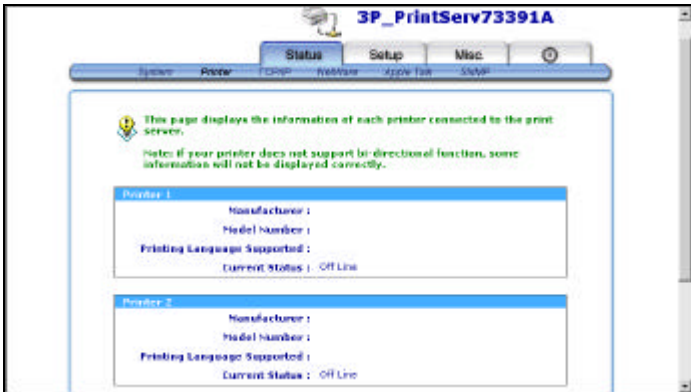 3P_PrintServ73391A
Status Setup Misc.
System Printer TCP/IP NetWare Apple Talk SNMP
This page displays the information of each printer connected to the print
server.
Note: if your printer does not support bi-directional function, some
information will not be displayed correctly.
Printer 1
Manufacturer :
Model Number :
Printing Language Supported :
Current Status : Off Line
Printer 2
Manufacturer :
Model Number :
Printing Language Supported :
Current Status : Off Line